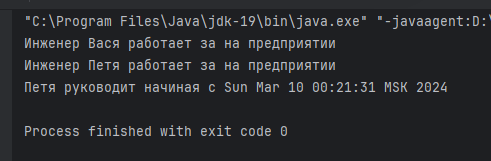 "C:\Program Files\Java\jdk-19\bin\java.exe" "-javaagent:D:\
Инженер Вася работает за на предприятии
Инженер Петя работает за на предприятии
Петя руководит начиная с Sun Mar 10 00:21:31 MSK 2024
Process finished with exit code 0